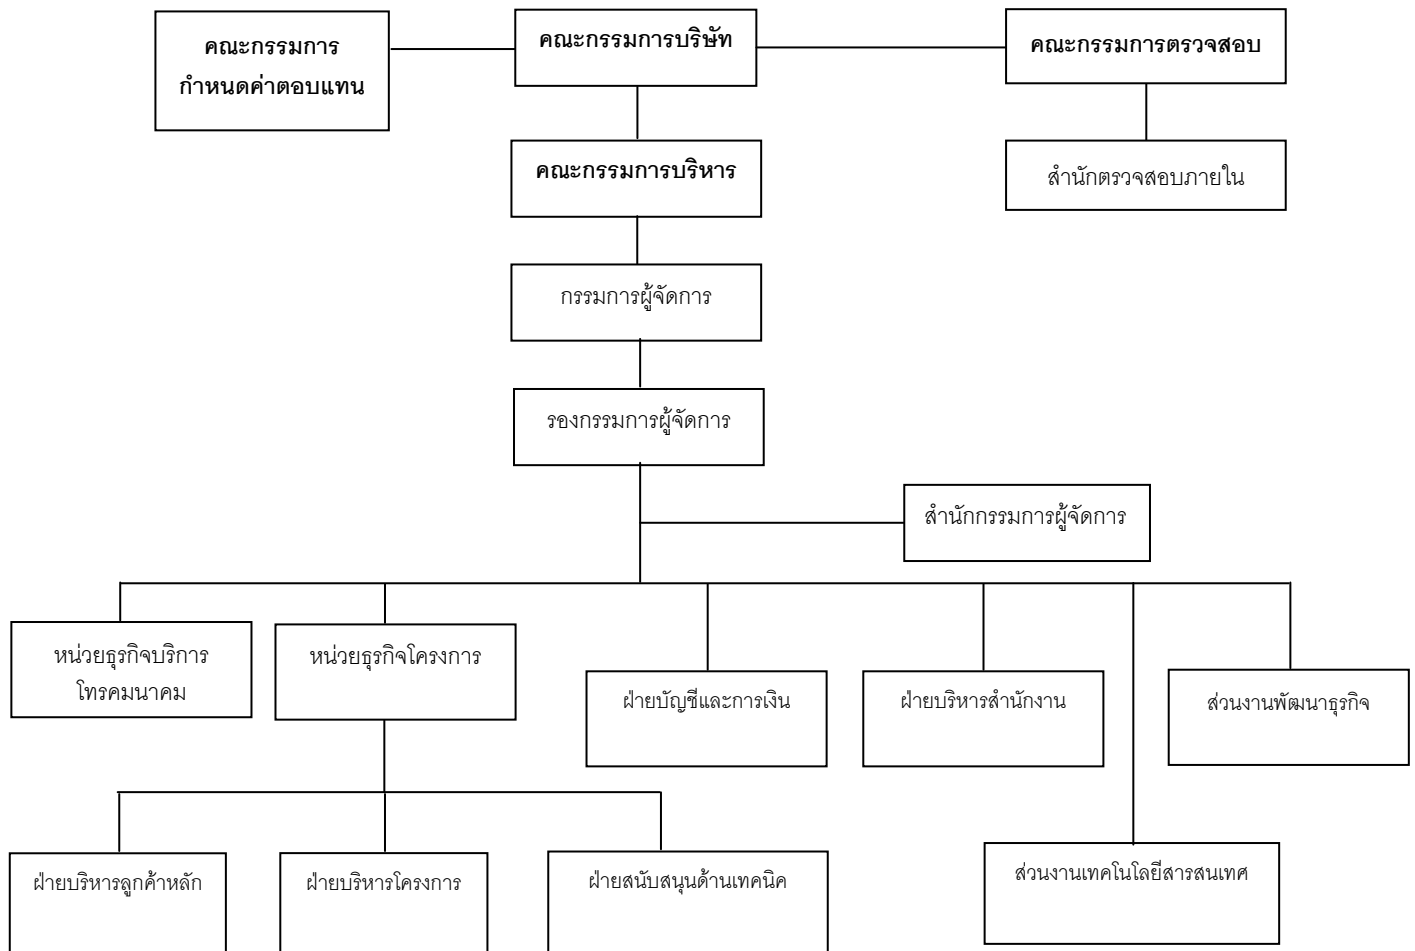 คณะกรรมการ
กำหนดค่าตอบแทน
คณะกรรมการบริษัท
คณะกรรมการตรวจสอบ
คณะกรรมการบริหาร
สำนักตรวจสอบภายใน
กรรมการผู้จัดการ
รองกรรมการผู้จัดการ
สำนักกรรมการผู้จัดการ
หน่วยธุรกิจบริการ
โทรคมนาคม
หน่วยธุรกิจโครงการ
ฝ่ายบัญชีและการเงิน
ฝ่ายบริหารสำนักงาน
ส่วนงานพัฒนาธุรกิจ
ฝ่ายบริหารลูกค้าหลัก
ฝ่ายบริหารโครงการ
ฝ่ายสนับสนุนด้านเทคนิค
ส่วนงานเทคโนโลยีสารสนเทศ